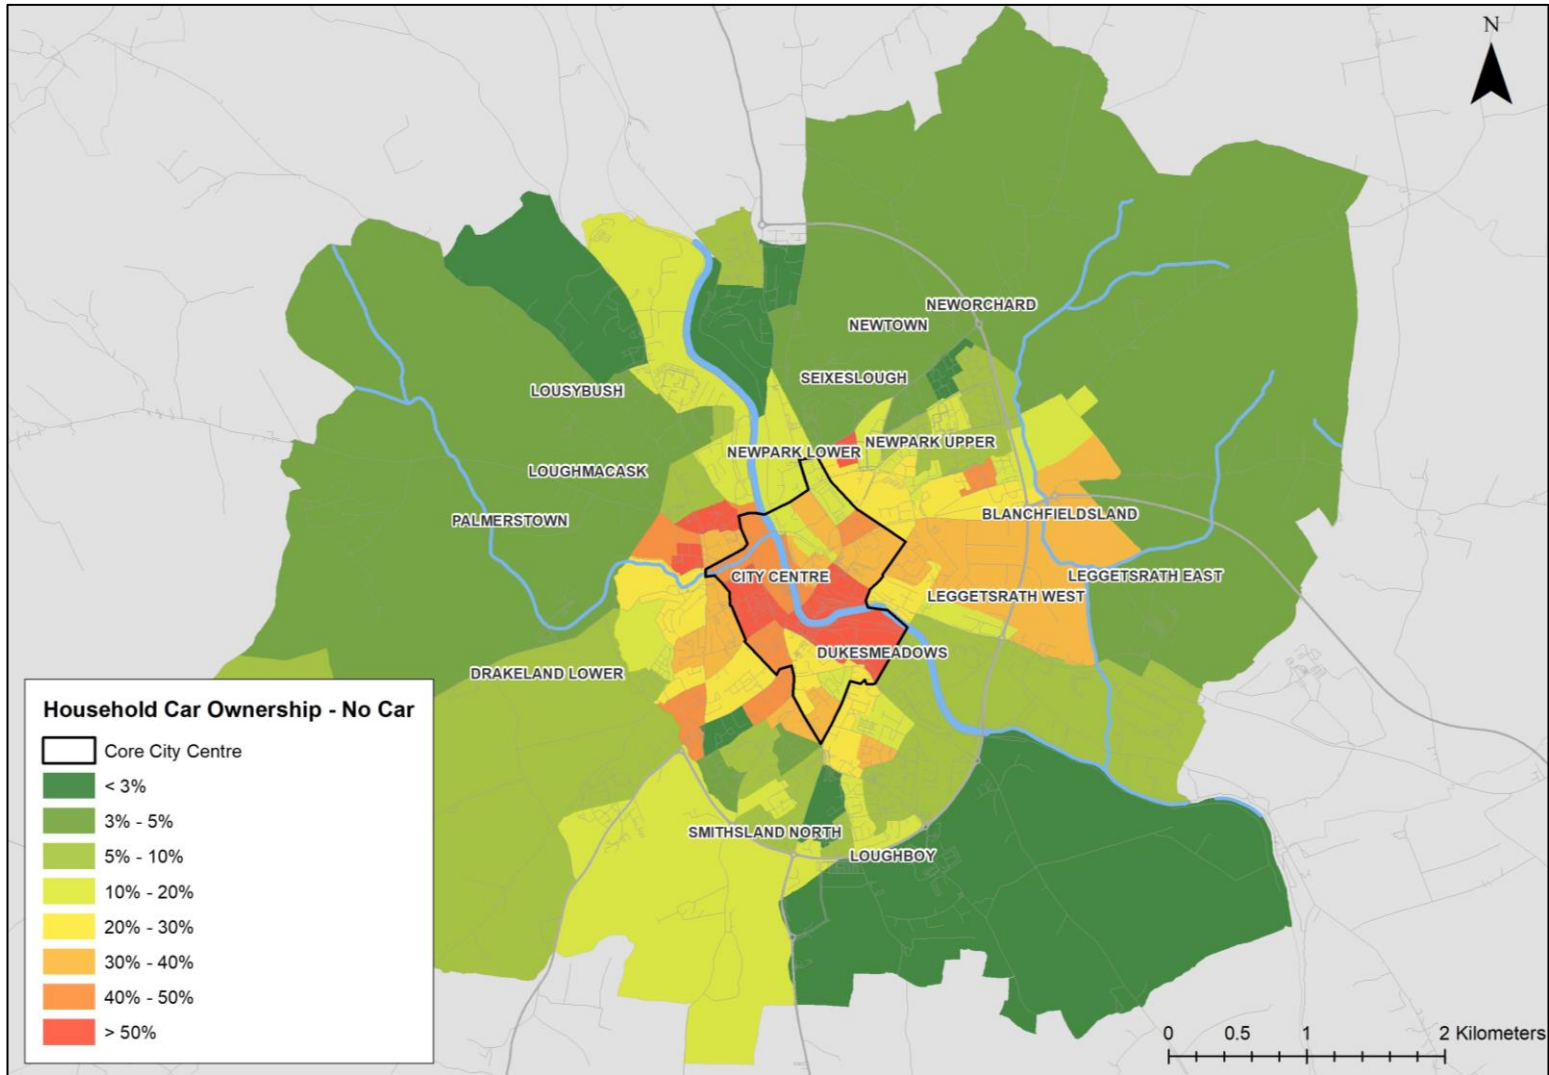 N
NEWORCHARD
NEWTOWN
SEIXESLOUGH
LOUSYBUSH
NEWPARK UPPER
NEWPARK LOWER
LOUGHMACASK
PALMERSTOWN
BLANCHFIELDSLAND
CITY CENTRE
LEGGETSRATH EAST
LEGGETSRATH WEST
DUKESMEADOWS
DRAKELAND LOWER
SMITHSLAND NORTH
LOUGHBOY
Household Car Ownership - No Car
Core City Centre
< 3%
3% - 5%
5% - 10%
10% - 20%
20% - 30%
30% - 40%
40% - 50%
> 50%
0 0.5 1 2 Kilometers